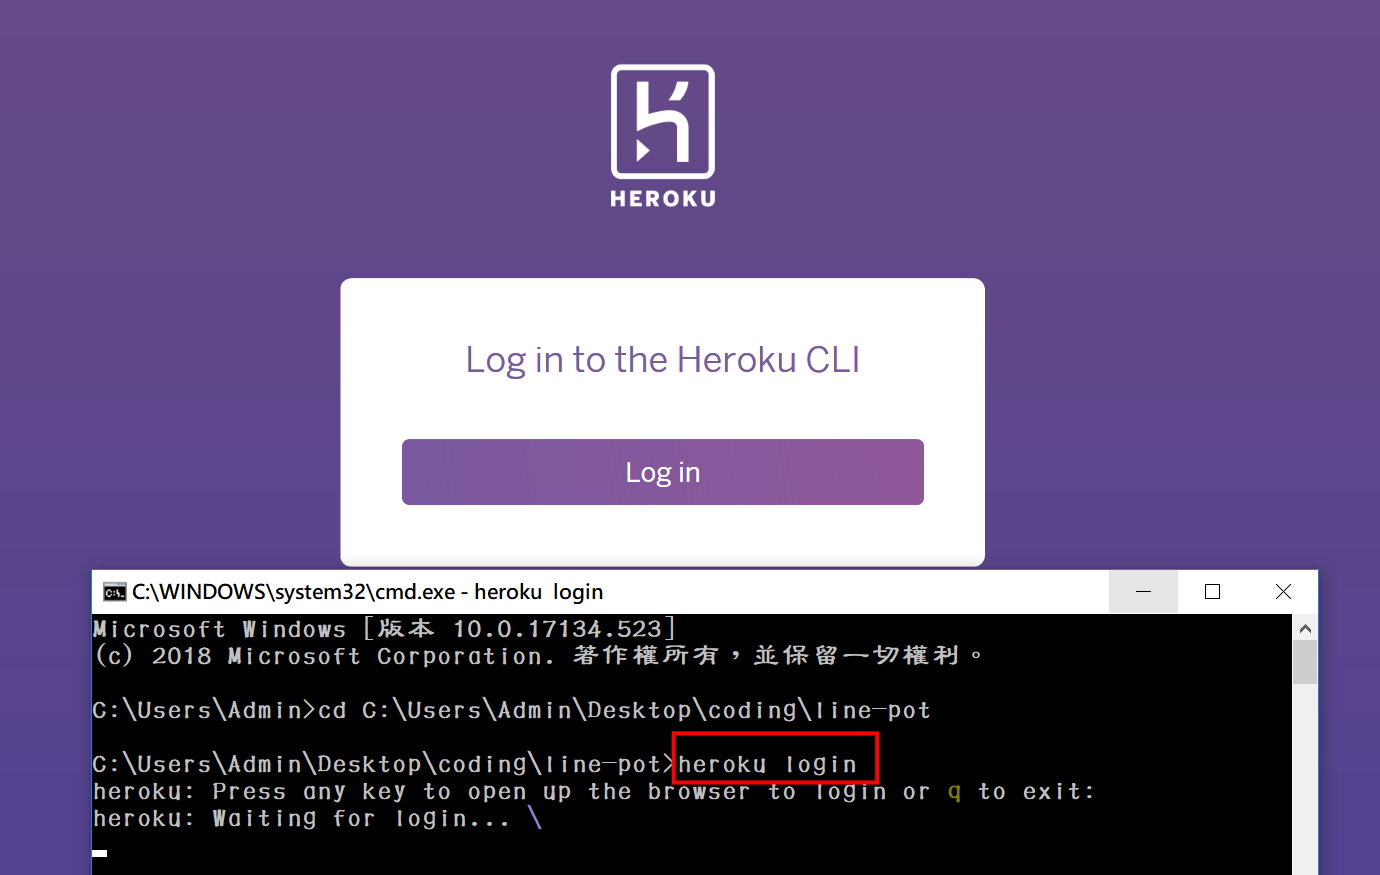 HEROKU
Log in to the Heroku CLI
Log in
C:\WINDOWS\system32\cmd.exe - heroku  login
Microsoft Windows [版本 10.0.17134.523]
(c) 2018 Microsoft Corporation. 著作權所有，並保留一切權利。
C:\Users\Admin>cd C:\Users\Admin\Desktop\coding\line-pot
C:\Users\Admin\Desktop\coding\line-pot>heroku login
heroku: Press any key to open up the browser to login or q to exit:
heroku: Waiting for login... \